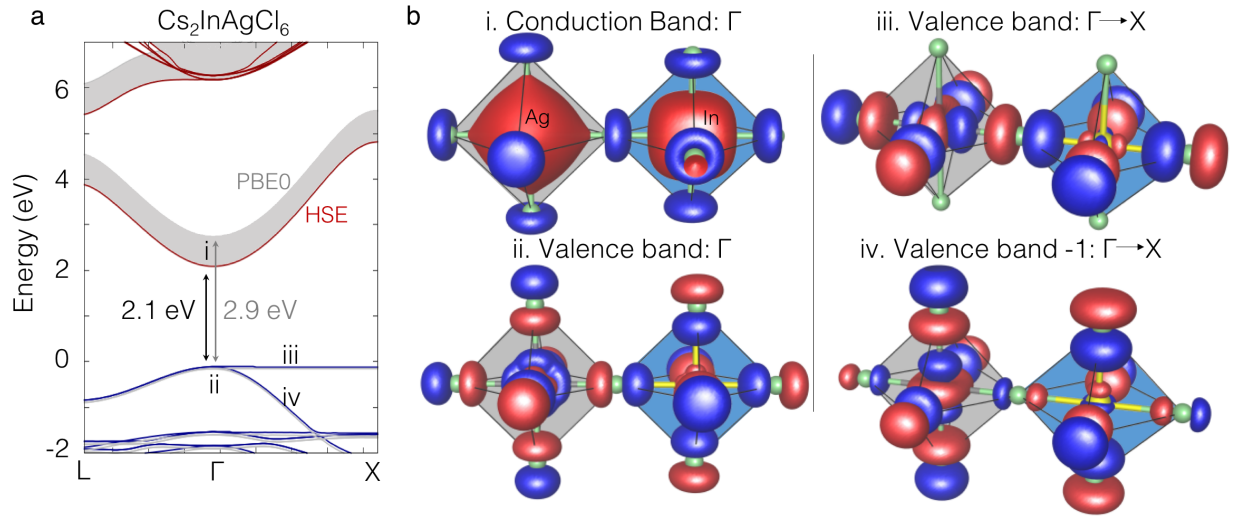 a
Cs2InAgCl6
Energy (eV)
6
4
2
0
-2
PBE0
HSE
i
2.1 eV
2.9 eV
ii
iii
iv
L
Γ
X
b
i. Conduction Band: Γ
Ag
In
ii. Valence band: Γ
iii. Valence band: Γ→X
iv. Valence band -1: Γ→X